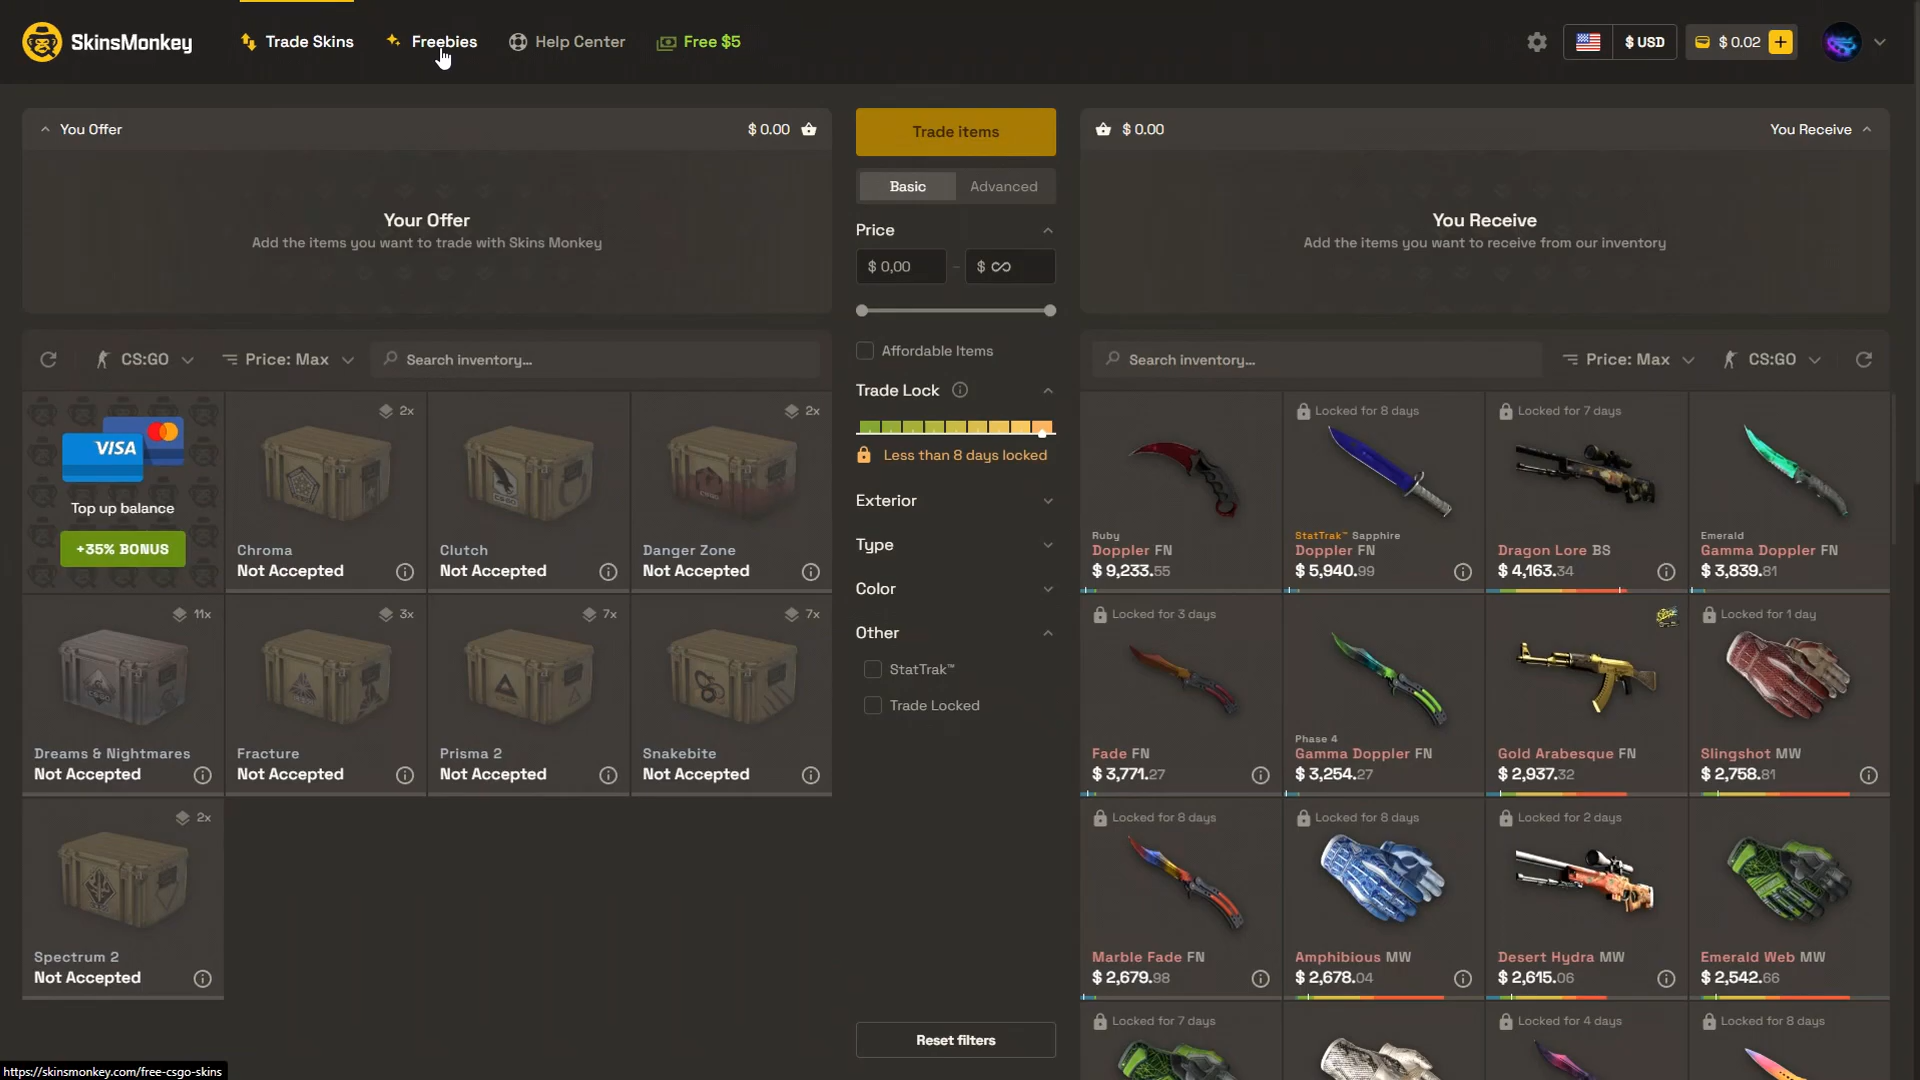 SkinsMonkey
Trade Skins
Freebies
Help Center
Free $5
$ USD
$ 0.02
You Offer
$ 0.00
Your Offer
Add the items you want to trade with Skins Monkey
Trade items
Basic
Advanced
Price
$ 0,00
–
$ ∞
Affordable Items
Trade Lock
Less than 8 days locked
Exterior
Type
Color
Other
StatTrak™
Trade Locked
Reset filters
$ 0.00
You Receive
You Receive
Add the items you want to receive from our inventory
CS:GO
Price: Max
Search inventory...
VISA
Top up balance
+35% BONUS
2x
Chroma
Not Accepted
CS:GO
Clutch
Not Accepted
2x
Danger Zone
Not Accepted
11x
Dreams & Nightmares
Not Accepted
3x
Fracture
Not Accepted
7x
Prisma 2
Not Accepted
7x
Snakebite
Not Accepted
2x
Spectrum 2
Not Accepted
Search inventory...
Price: Max
CS:GO
Ruby
Doppler FN
$ 9,233.55
Locked for 8 days
StatTrak™ Sapphire
Doppler FN
$ 5,940.99
Locked for 7 days
Dragon Lore BS
$ 4,163.34
Emerald
Gamma Doppler FN
$ 3,839.81
Locked for 3 days
Fade FN
$ 3,771.27
Phase 4
Gamma Doppler FN
$ 3,254.27
Gold Arabesque FN
$ 2,937.32
Locked for 1 day
Slingshot MW
$ 2,758.81
Locked for 8 days
Marble Fade FN
$ 2,679.98
Locked for 8 days
Amphibious MW
$ 2,678.04
Locked for 2 days
Desert Hydra MW
$ 2,615.06
Emerald Web MW
$ 2,542.66
Locked for 7 days
Locked for 4 days
Locked for 8 days
https://skinsmonkey.com/free-csgo-skins